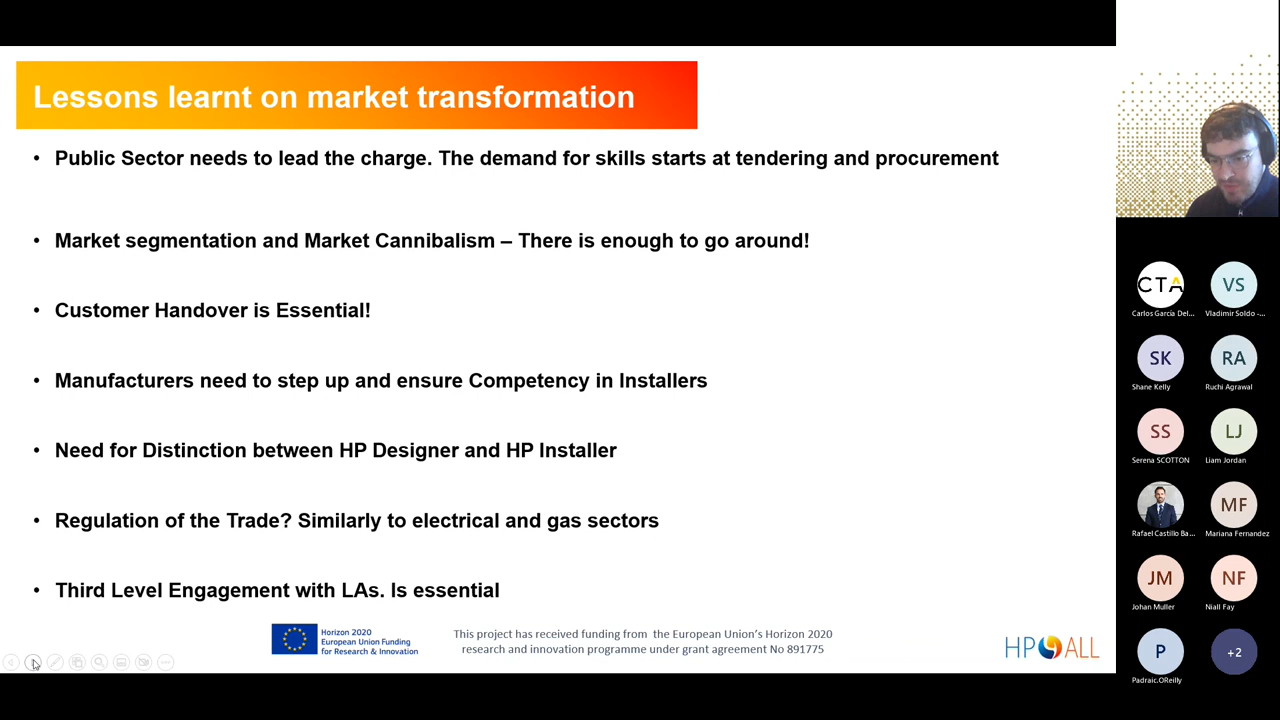 Lessons learnt on market transformation
• Public Sector needs to lead the charge. The demand for skills starts at tendering and procurement
• Market segmentation and Market Cannibalism – There is enough to go around!
• Customer Handover is Essential!
• Manufacturers need to step up and ensure Competency in Installers
• Need for Distinction between HP Designer and HP Installer
• Regulation of the Trade? Similarly to electrical and gas sectors
• Third Level Engagement with LAs. Is essential
Horizon 2020
European Union Funding
for Research & Innovation
This project has received funding from the European Union's Horizon 2020
research and innovation programme under grant agreement No 891775
HP4ALL
CTA
Carlos García Del...
VS
Vladimir Soldo -...
SK
Shane Kelly
RA
Ruchi Agrawal
SS
Serena SCOTTON
LJ
Liam Jordan
Rafael Castillo Ba...
MF
Mariana Fernandez
JM
Johan Muller
NF
Niall Fay
P
Padraic.OReilly
+2